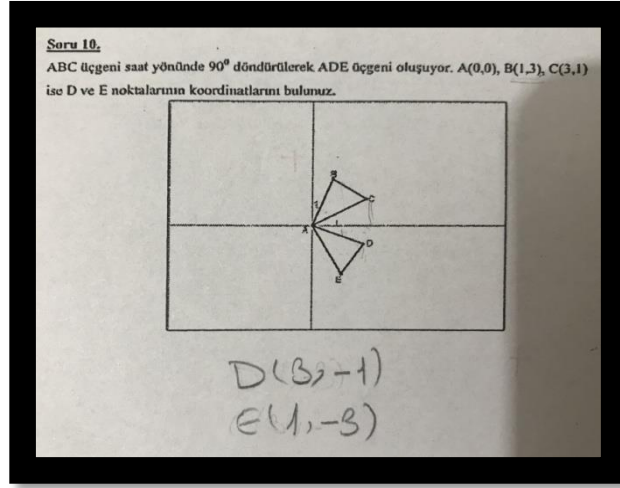 Soru 10.
ABC üçgeni saat yönünde 90⁰ döndürülerek ADE üçgeni oluşuyor. A(0,0), B(1,3), C(3,1)
ise D ve E noktalarının koordinatlarını bulunuz.
B
C
A
D
E
D(3,-1)
E(1,-3)